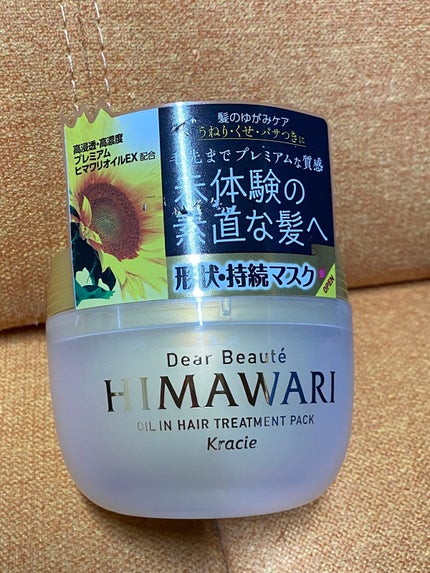 髪のゆがみケア
うねり・くせ・パサつきに
高浸透・高濃度
プレミアム
ヒマワリオイルEX 配合
毛先までプレミアムな質感
未体験の
素直な髪へ
形状・持続マスク
OPEN
Dear Beauté
HIMAWARI
OIL IN HAIR TREATMENT PACK
Kracie